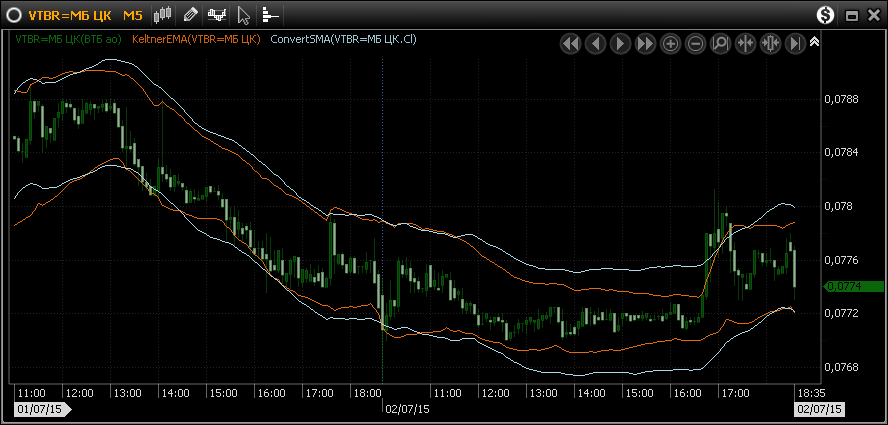 VTBR=МБ ЦК M5
VTBR=МБ ЦК(ВТБ ао) KeltnerEMA(VTBR=МБ ЦК) ConvertSMA(VTBR=МБ ЦК.Cl)
0,0788
0,0784
0,078
0,0776
0,0774
0,0772
0,0768
11:00 12:00 13:00 14:00 15:00 16:00 17:00 18:00 11:00 12:00 13:00 14:00 15:00 16:00 17:00 18:35
01/07/15 02/07/15 02/07/15